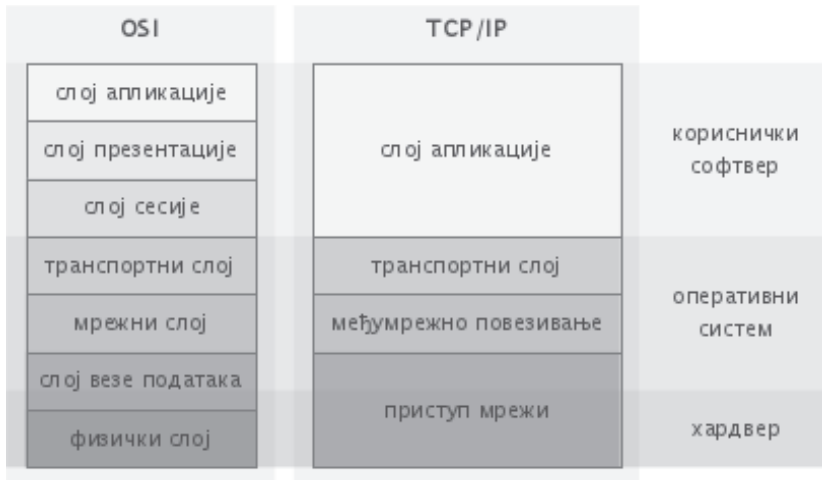 OSI
TCP/IP
слој апликације
слој презентације
слој сесије
транспортни слој
мрежни слој
слој везе података
физички слој
слој апликације
транспортни слој
међумрежно повезивање
приступ мрежи
кориснички
софтвер
оперативни
систем
хардвер